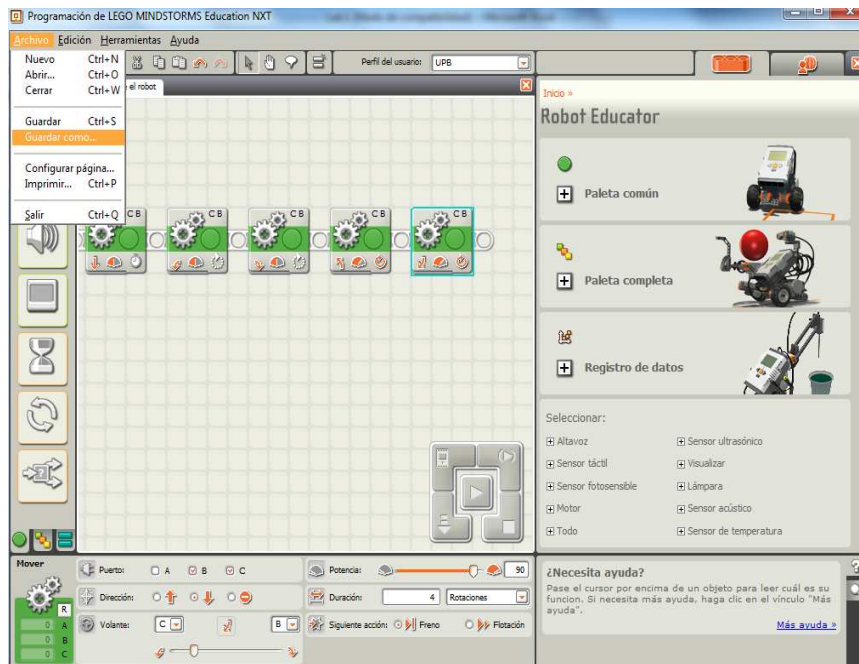 Programación de LEGO MINDSTORMS Education NXT
Archivo Edición Herramientas Ayuda
Nuevo Ctrl+N
Abrir... Ctrl+O
Cerrar Ctrl+W
Guardar Ctrl+S
Guardar como...
Configurar página...
Imprimir... Ctrl+P
Salir Ctrl+Q
Perfil del usuario: UPB
el robot
C B
C B
C B
C B
C B
Inicio »
Robot Educator
Paleta común
Paleta completa
Registro de datos
Seleccionar:
Altavoz
Sensor ultrasónico
Sensor táctil
Visualizar
Sensor fotosensible
Lámpara
Motor
Sensor acústico
Todo
Sensor de temperatura
Mover
R
0 A
0 B
0 C
Puerto: A B C
Dirección:
Volante: C B
Potencia: 90
Duración: 4 Rotaciones
Siguiente acción: Freno Flotación
¿Necesita ayuda?
Pase el cursor por encima de un objeto para leer cuál es su
funcion. Si necesita más ayuda, haga clic en el vínculo "Más
ayuda".
Más ayuda »